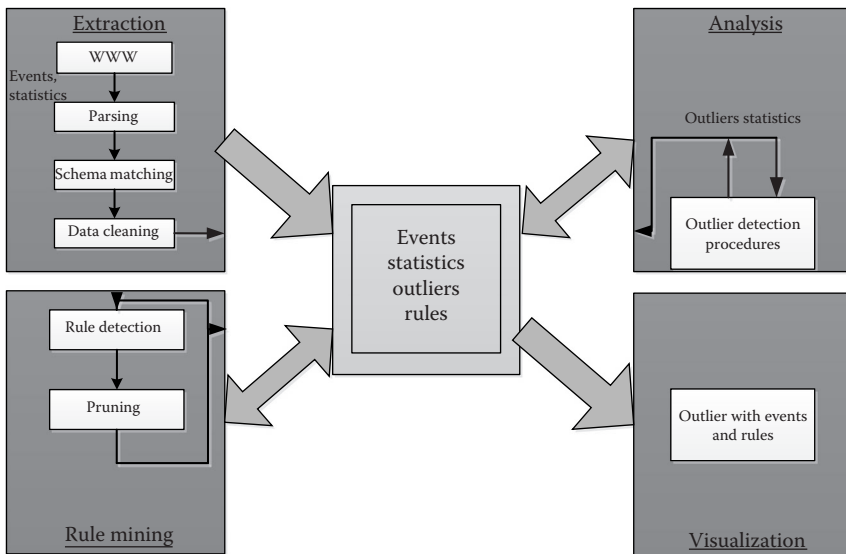 Extraction
WWW
Events,
statistics
Parsing
Schema matching
Data cleaning
Analysis
Outliers statistics
Outlier detection
procedures
Events
statistics
outliers
rules
Rule detection
Pruning
Rule mining
Outlier with events
and rules
Visualization